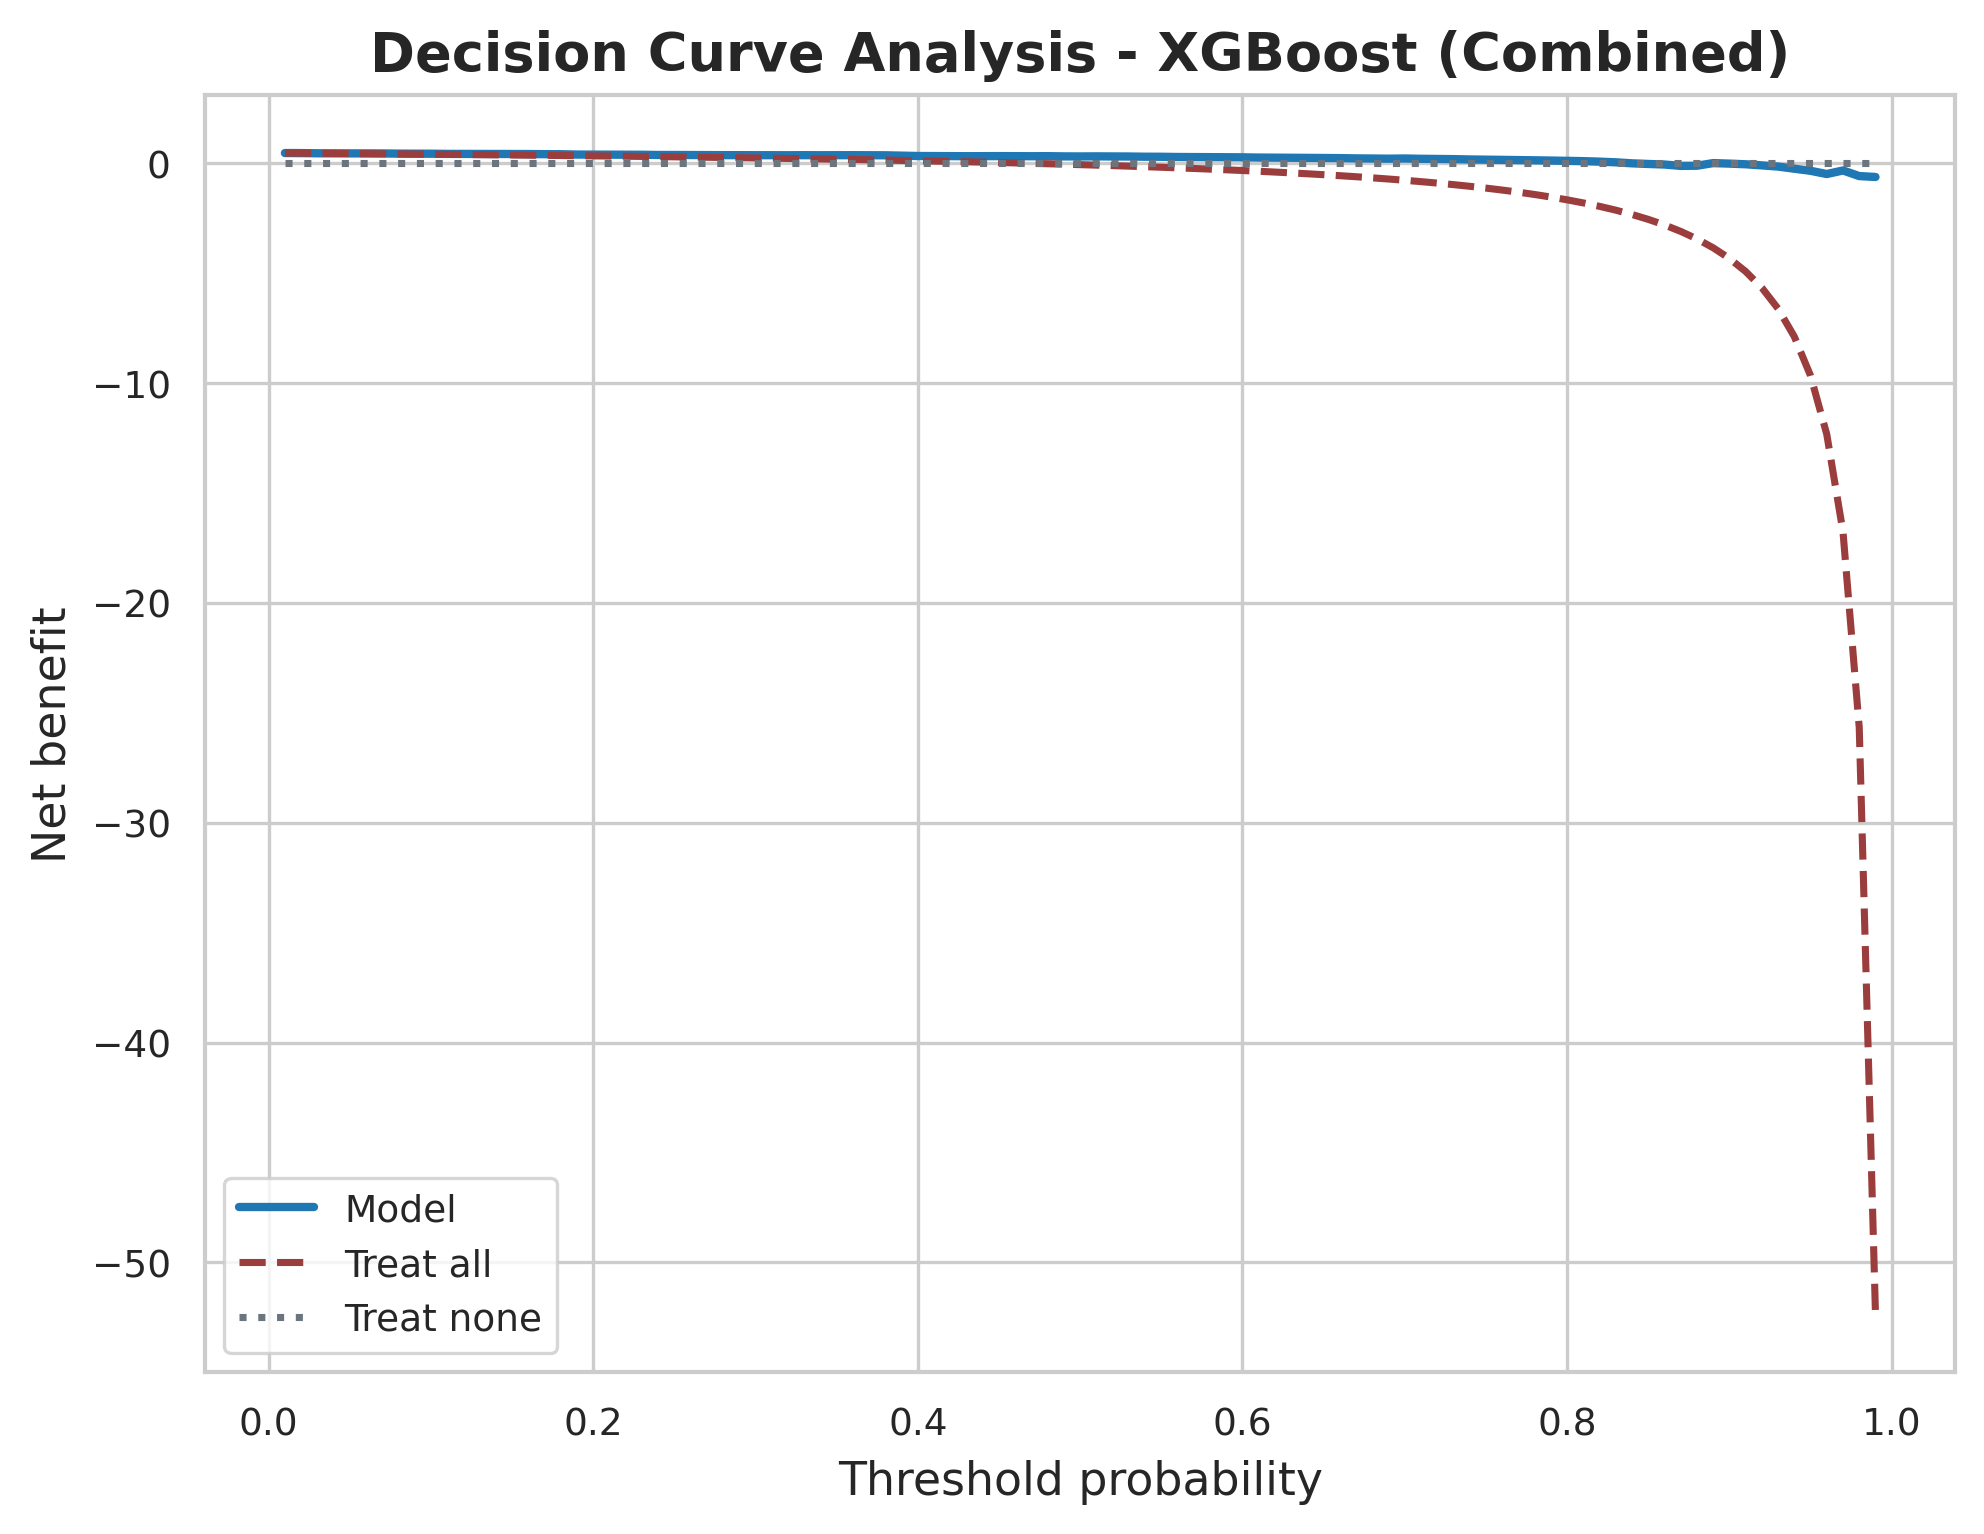 Decision Curve Analysis - XGBoost (Combined)
0
−10
−20
−30
−40
−50
Net benefit
Model
Treat all
Treat none
0.0
0.2
0.4
0.6
0.8
1.0
Threshold probability